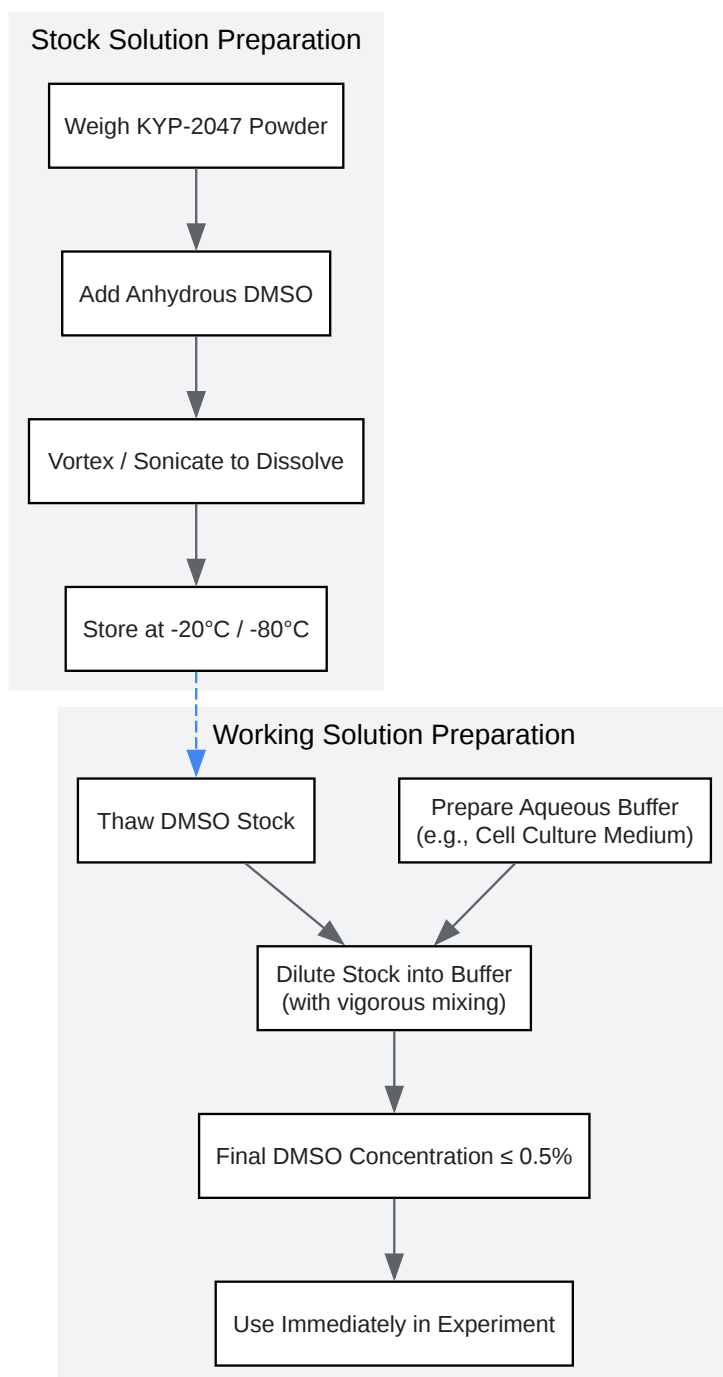 Stock Solution Preparation
Weigh KYP-2047 Powder
Add Anhydrous DMSO
Vortex / Sonicate to Dissolve
Store at -20°C / -80°C
Working Solution Preparation
Thaw DMSO Stock
Prepare Aqueous Buffer
(e.g., Cell Culture Medium)
Dilute Stock into Buffer
(with vigorous mixing)
Final DMSO Concentration ≤ 0.5%
Use Immediately in Experiment